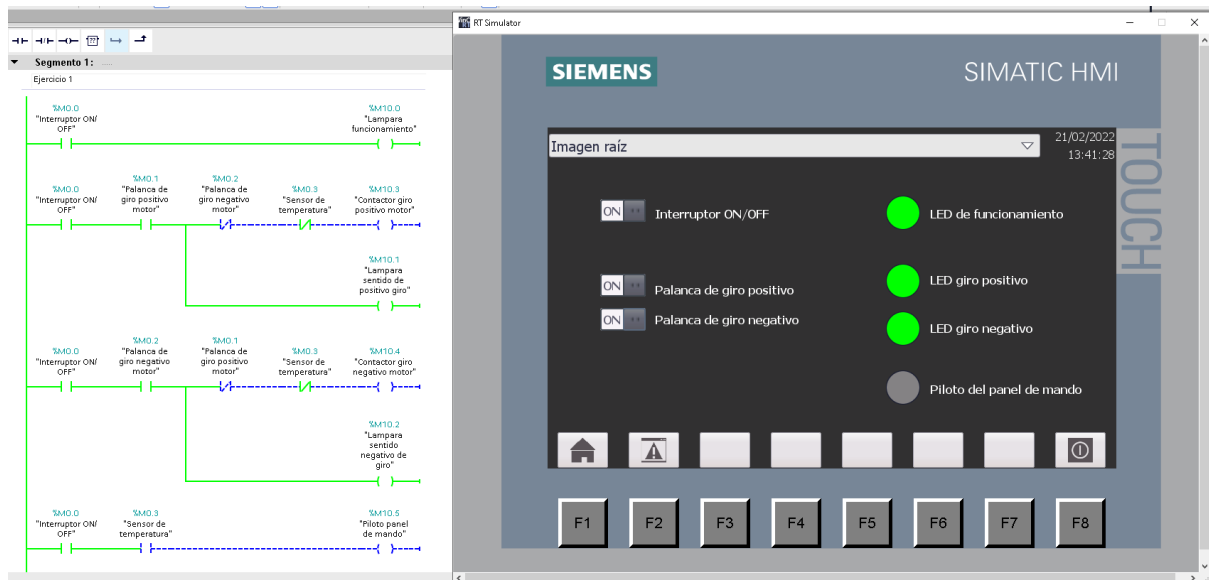 Segmento 1: .....
Ejercicio 1
%M0.0
"Interruptor ON/
OFF"
%M10.0
"Lampara
funcionamiento"
%M0.0
"Interruptor ON/
OFF"
%M0.1
"Palanca de
giro positivo
motor"
%M0.2
"Palanca de
giro negativo
motor"
%M0.3
"Sensor de
temperatura"
%M10.3
"Contactor giro
positivo motor"
%M10.1
"Lampara
sentido de
positivo giro"
%M0.0
"Interruptor ON/
OFF"
%M0.2
"Palanca de
giro negativo
motor"
%M0.1
"Palanca de
giro positivo
motor"
%M0.3
"Sensor de
temperatura"
%M10.4
"Contactor giro
negativo motor"
%M10.2
"Lampara
sentido
negativo de
giro"
%M0.0
"Interruptor ON/
OFF"
%M0.3
"Sensor de
temperatura"
%M10.5
"Piloto panel
de mando"
RT Simulator
SIEMENS
SIMATIC HMI
TOUCH
Imagen raíz
21/02/2022
13:41:28
ON
Interruptor ON/OFF
LED de funcionamiento
ON
Palanca de giro positivo
LED giro positivo
ON
Palanca de giro negativo
LED giro negativo
Piloto del panel de mando
F1
F2
F3
F4
F5
F6
F7
F8